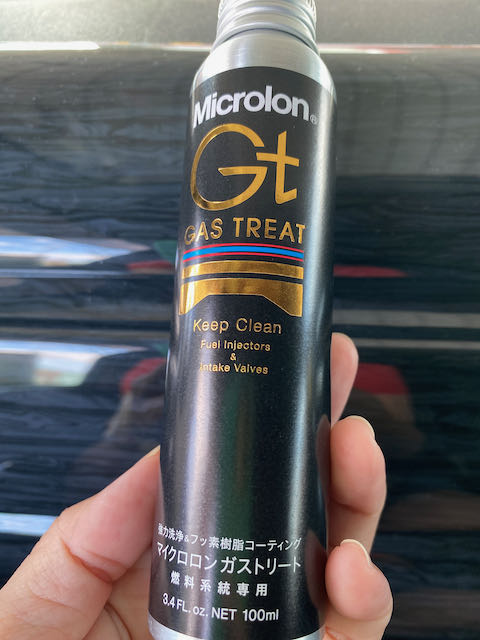 Microlon®
Gt
GAS TREAT
Keep Clean
Fuel Injectors
&
Intake Valves
強力洗浄&フッ素樹脂コーティング
マイクロロン ガストリート
燃料系統専用
3.4 FL. oz. NET 100ml